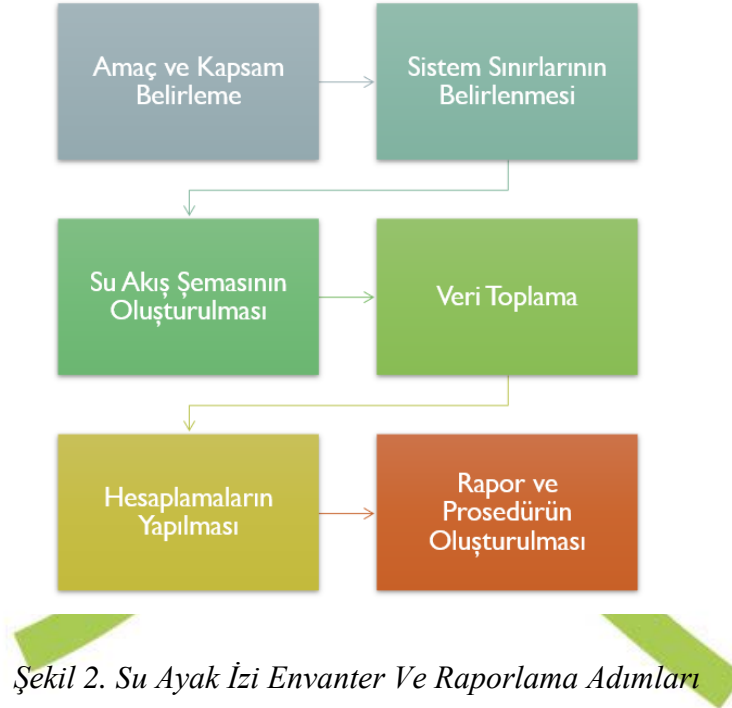 Amaç ve Kapsam
Belirleme
Sistem Sınırlarının
Belirlenmesi
Su Akış Şemasının
Oluşturulması
Veri Toplama
Hesaplamaların
Yapılması
Rapor ve
Prosedürün
Oluşturulması
Şekil 2. Su Ayak İzi Envanter Ve Raporlama Adımları